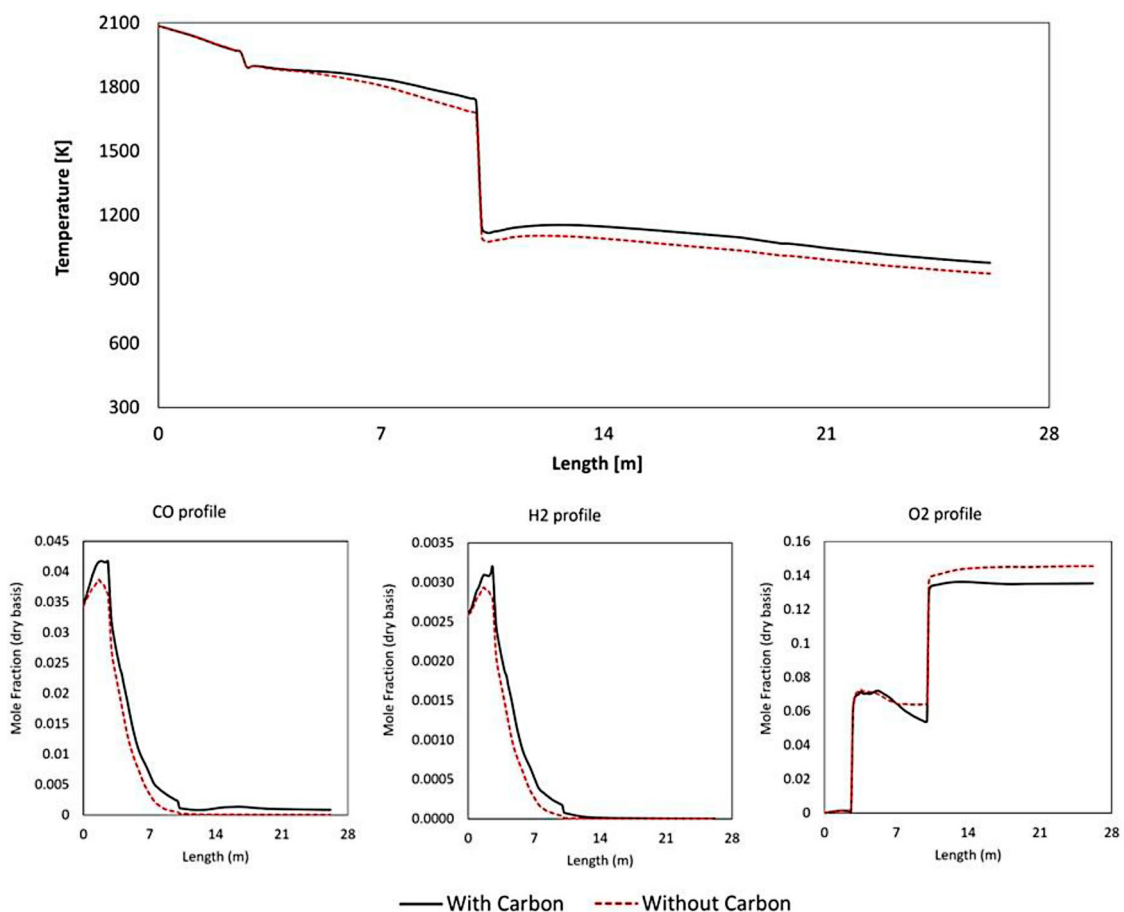 2100
1800
1500
1200
900
600
300
Temperature [K]
0 7 14 21 28
Length [m]
CO profile
0.045
0.04
0.035
0.03
0.025
0.02
0.015
0.01
0.005
0
Mole Fraction (dry basis)
0 7 14 21 28
Length (m)
H2 profile
0.0035
0.0030
0.0025
0.0020
0.0015
0.0010
0.0005
0.0000
Mole Fraction (dry basis)
0 7 14 21 28
Length (m)
O2 profile
0.16
0.14
0.12
0.1
0.08
0.06
0.04
0.02
0
Mole Fraction (dry basis)
0 7 14 21 28
Length (m)
With Carbon Without Carbon